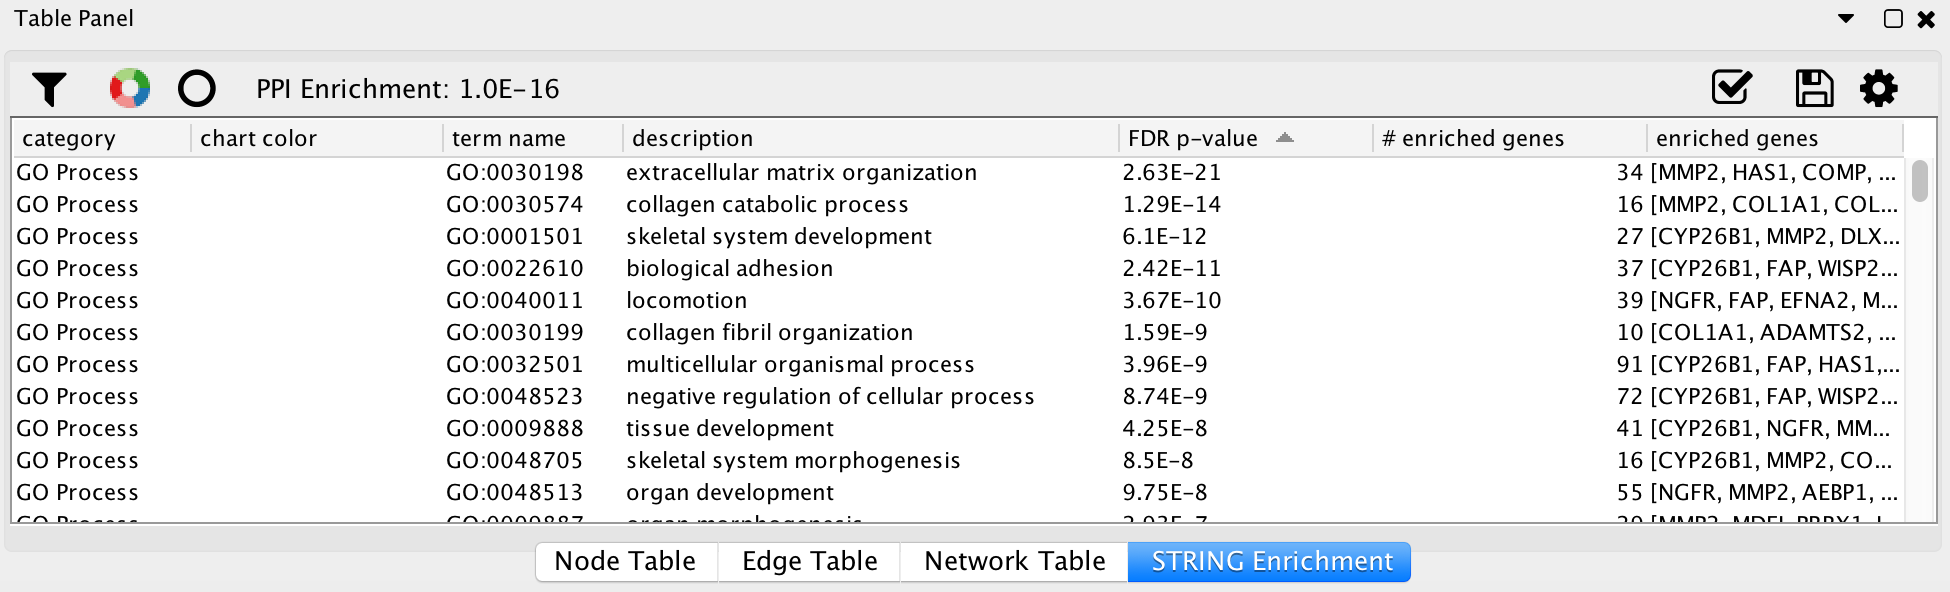 Table Panel
PPI Enrichment: 1.0E-16
category chart color term name description FDR p-value # enriched genes enriched genes
GO Process GO:0030198 extracellular matrix organization 2.63E-21 34 [MMP2, HAS1, COMP, ...
GO Process GO:0030574 collagen catabolic process 1.29E-14 16 [MMP2, COL1A1, COL...
GO Process GO:0001501 skeletal system development 6.1E-12 27 [CYP26B1, MMP2, DLX...
GO Process GO:0022610 biological adhesion 2.42E-11 37 [CYP26B1, FAP, WISP2...
GO Process GO:0040011 locomotion 3.67E-10 39 [NGFR, FAP, EFNA2, M...
GO Process GO:0030199 collagen fibril organization 1.59E-9 10 [COL1A1, ADAMTS2, ...
GO Process GO:0032501 multicellular organismal process 3.96E-9 91 [CYP26B1, FAP, HAS1,...
GO Process GO:0048523 negative regulation of cellular process 8.74E-9 72 [CYP26B1, FAP, WISP2...
GO Process GO:0009888 tissue development 4.25E-8 41 [CYP26B1, NGFR, MM...
GO Process GO:0048705 skeletal system morphogenesis 8.5E-8 16 [CYP26B1, MMP2, CO...
GO Process GO:0048513 organ development 9.75E-8 55 [NGFR, MMP2, AEBP1, ...
GO Process GO:0009887 organ morphogenesis
Node Table Edge Table Network Table STRING Enrichment